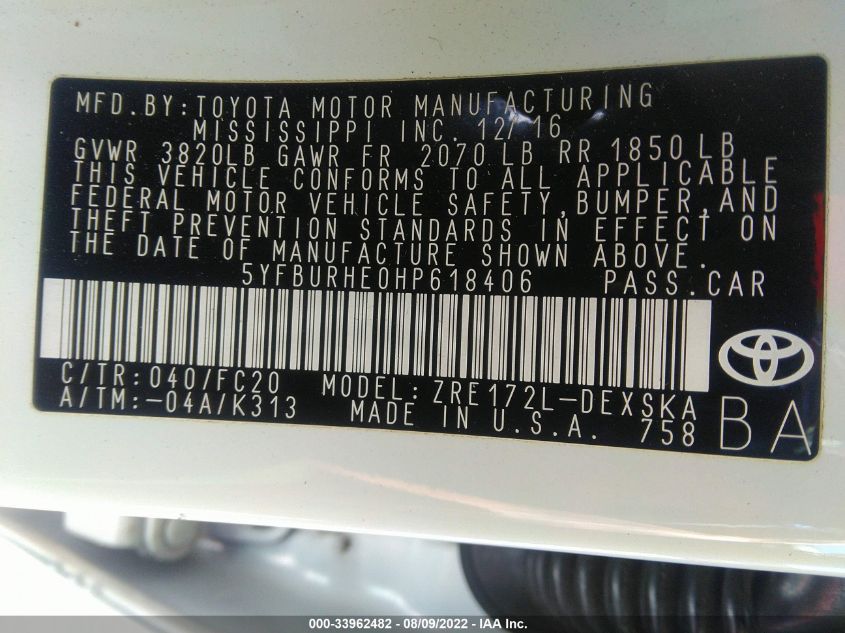 MFD.BY:TOYOTA MOTOR MANUFACTURING
MISSISSIPPI INC. 12/16
GVWR 3820LB GAWR FR 2070 LB RR 1850 LB
THIS VEHICLE CONFORMS TO ALL APPLICABLE
FEDERAL MOTOR VEHICLE SAFETY,BUMPER,AND
THEFT PREVENTION STANDARDS IN EFFECT ON
THE DATE OF MANUFACTURE SHOWN ABOVE.
5YFBURHE0HP618406 PASS.CAR
C/TR:040/FC20 MODEL:ZRE172L-DEXSKA
A/TM:-04A/K313 MADE IN U.S.A. 758
BA
000-33962482 - 08/09/2022 - IAA Inc.